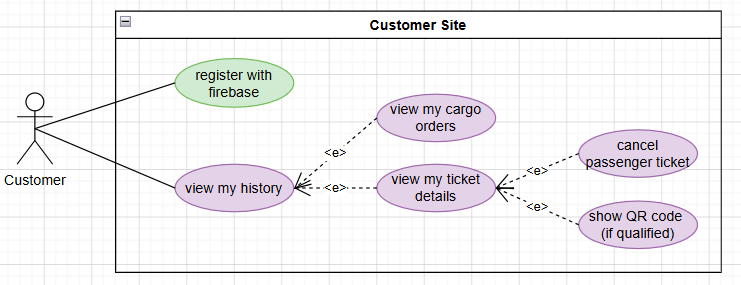 Customer Site
register with
firebase
view my cargo
orders
<e>
cancel
passenger ticket
<e>
Customer
view my history
<e>
view my ticket
details
<e>
show QR code
(if qualified)